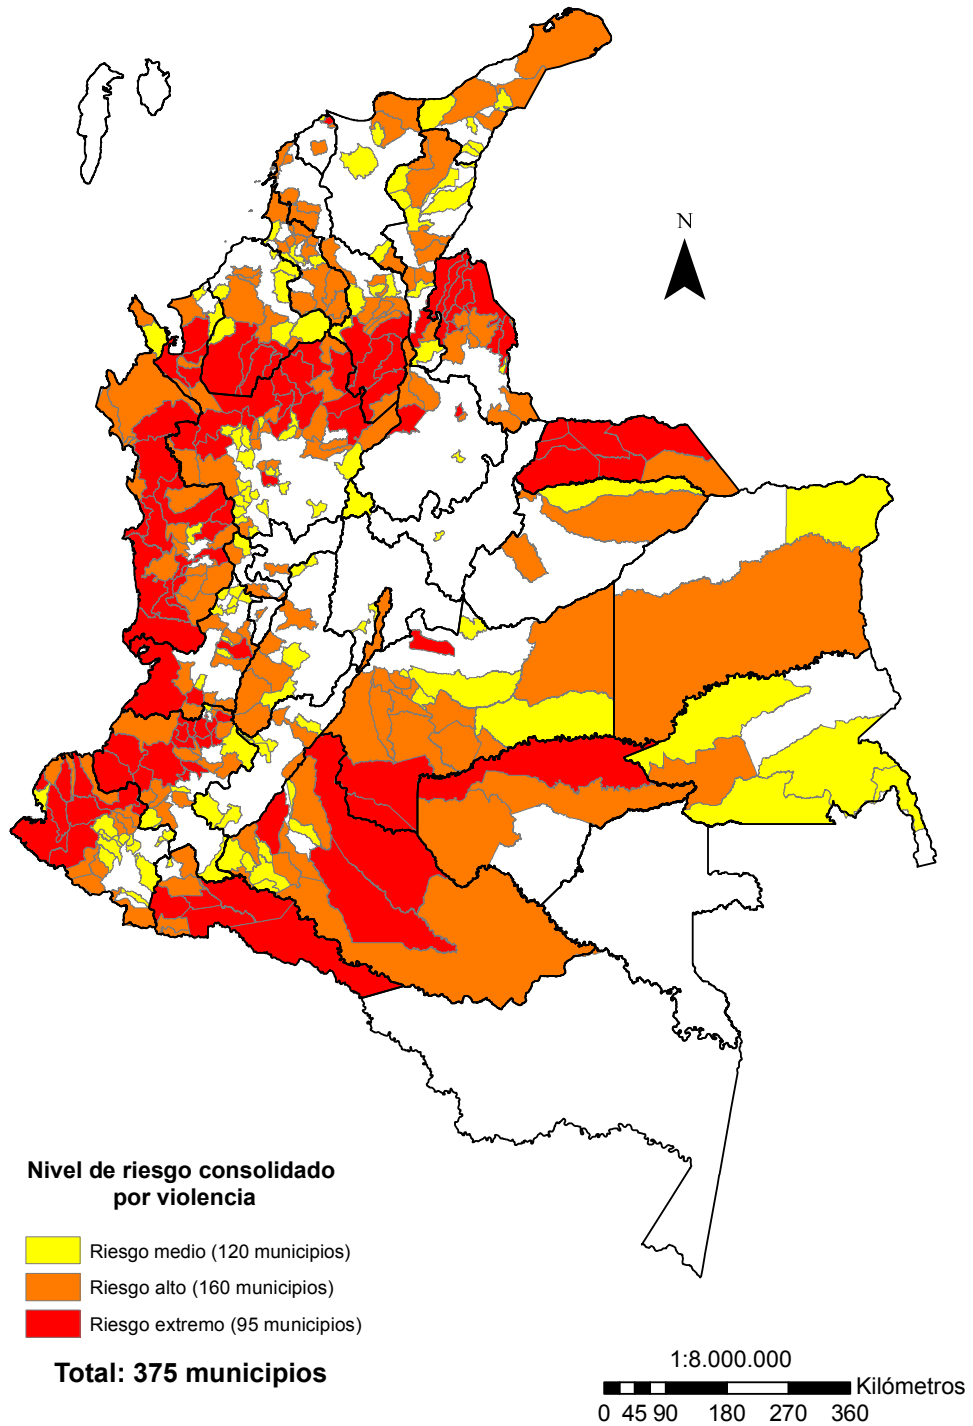 N
Nivel de riesgo consolidado
por violencia
Riesgo medio (120 municipios)
Riesgo alto (160 municipios)
Riesgo extremo (95 municipios)
Total: 375 municipios
1:8.000.000
Kilómetros
0 45 90 180 270 360